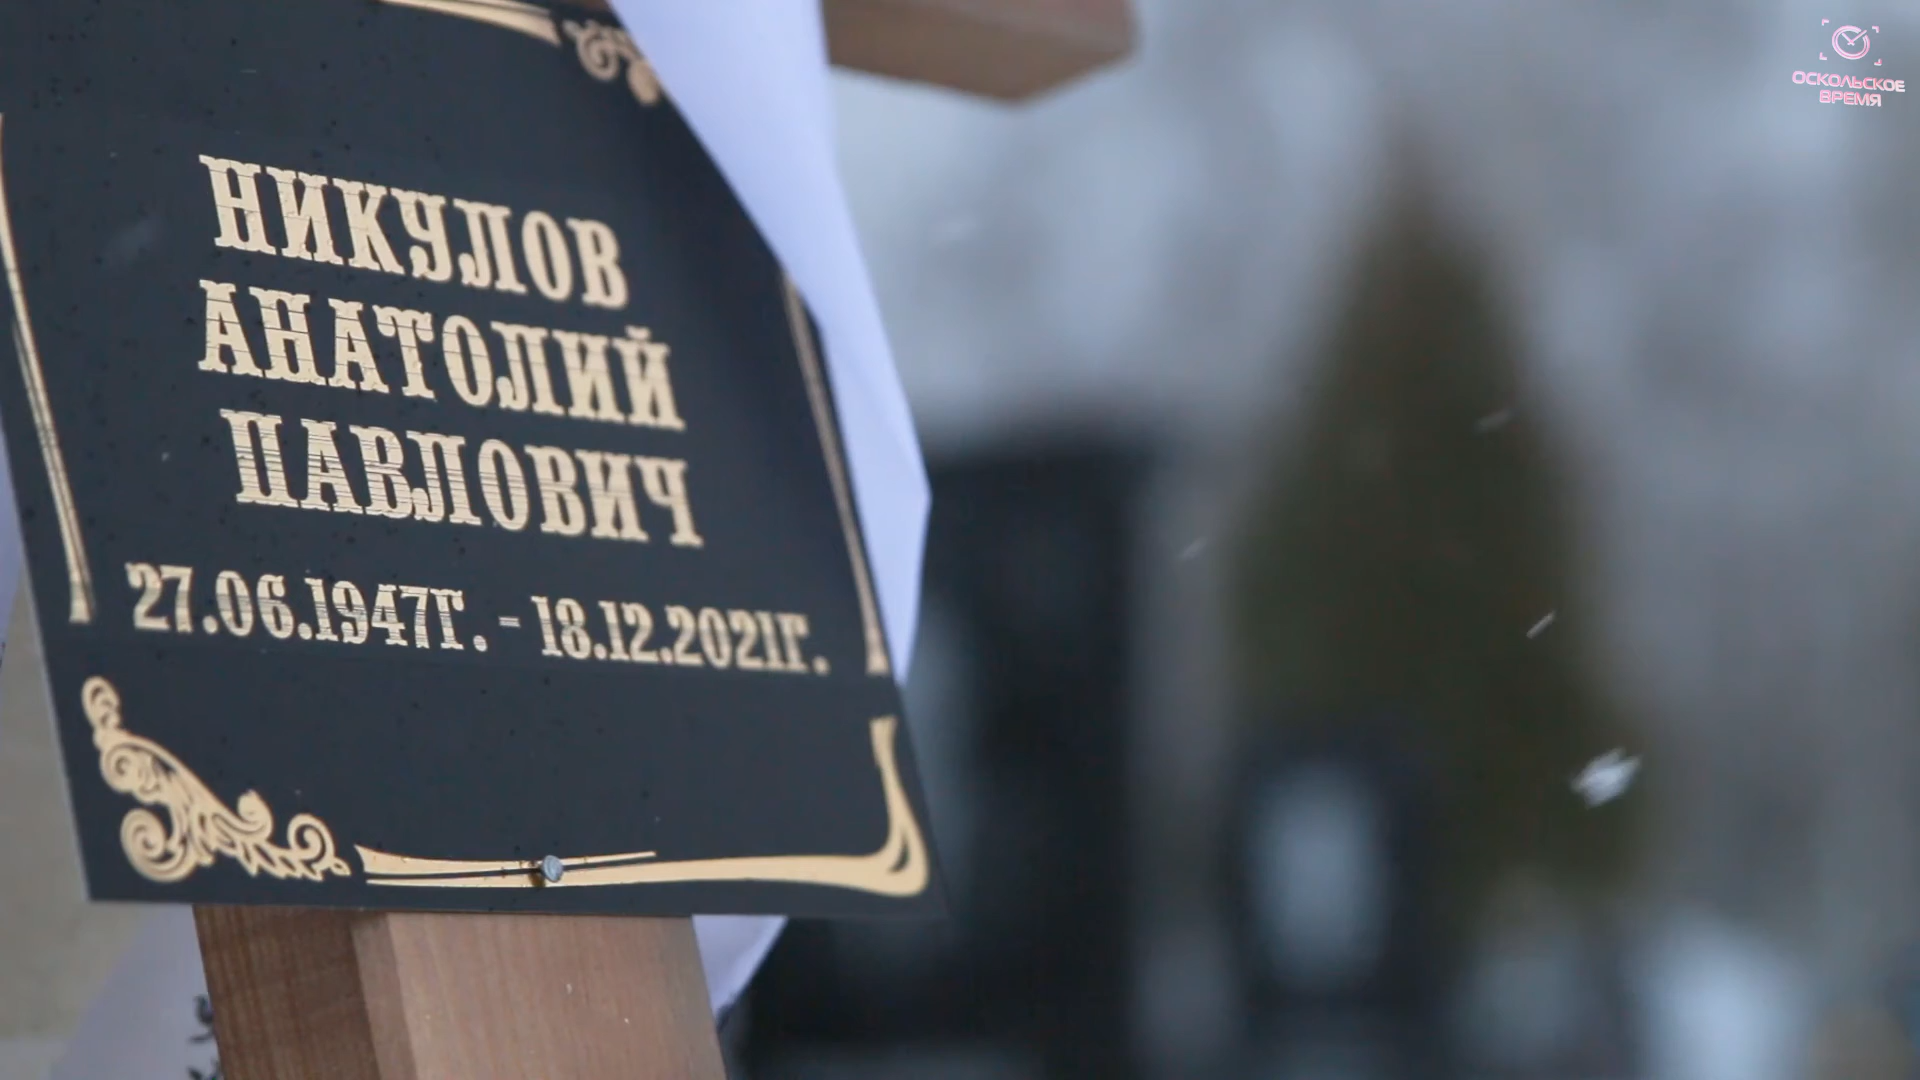 НИКУЛОВ
АНАТОЛИЙ
ПАВЛОВИЧ
27.06.1947Г. - 18.12.2021Г.
ОСКОЛЬСКОЕ
ВРЕМЯ